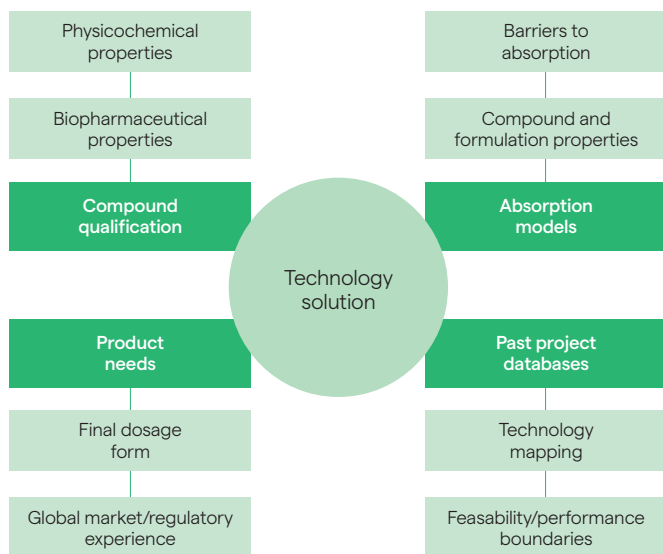 Physicochemical
properties
Biopharmaceutical
properties
Compound
qualification
Barriers to
absorption
Compound and
formulation properties
Absorption
models
Technology
solution
Product
needs
Final dosage
form
Global market/regulatory
experience
Past project
databases
Technology
mapping
Feasability/performance
boundaries